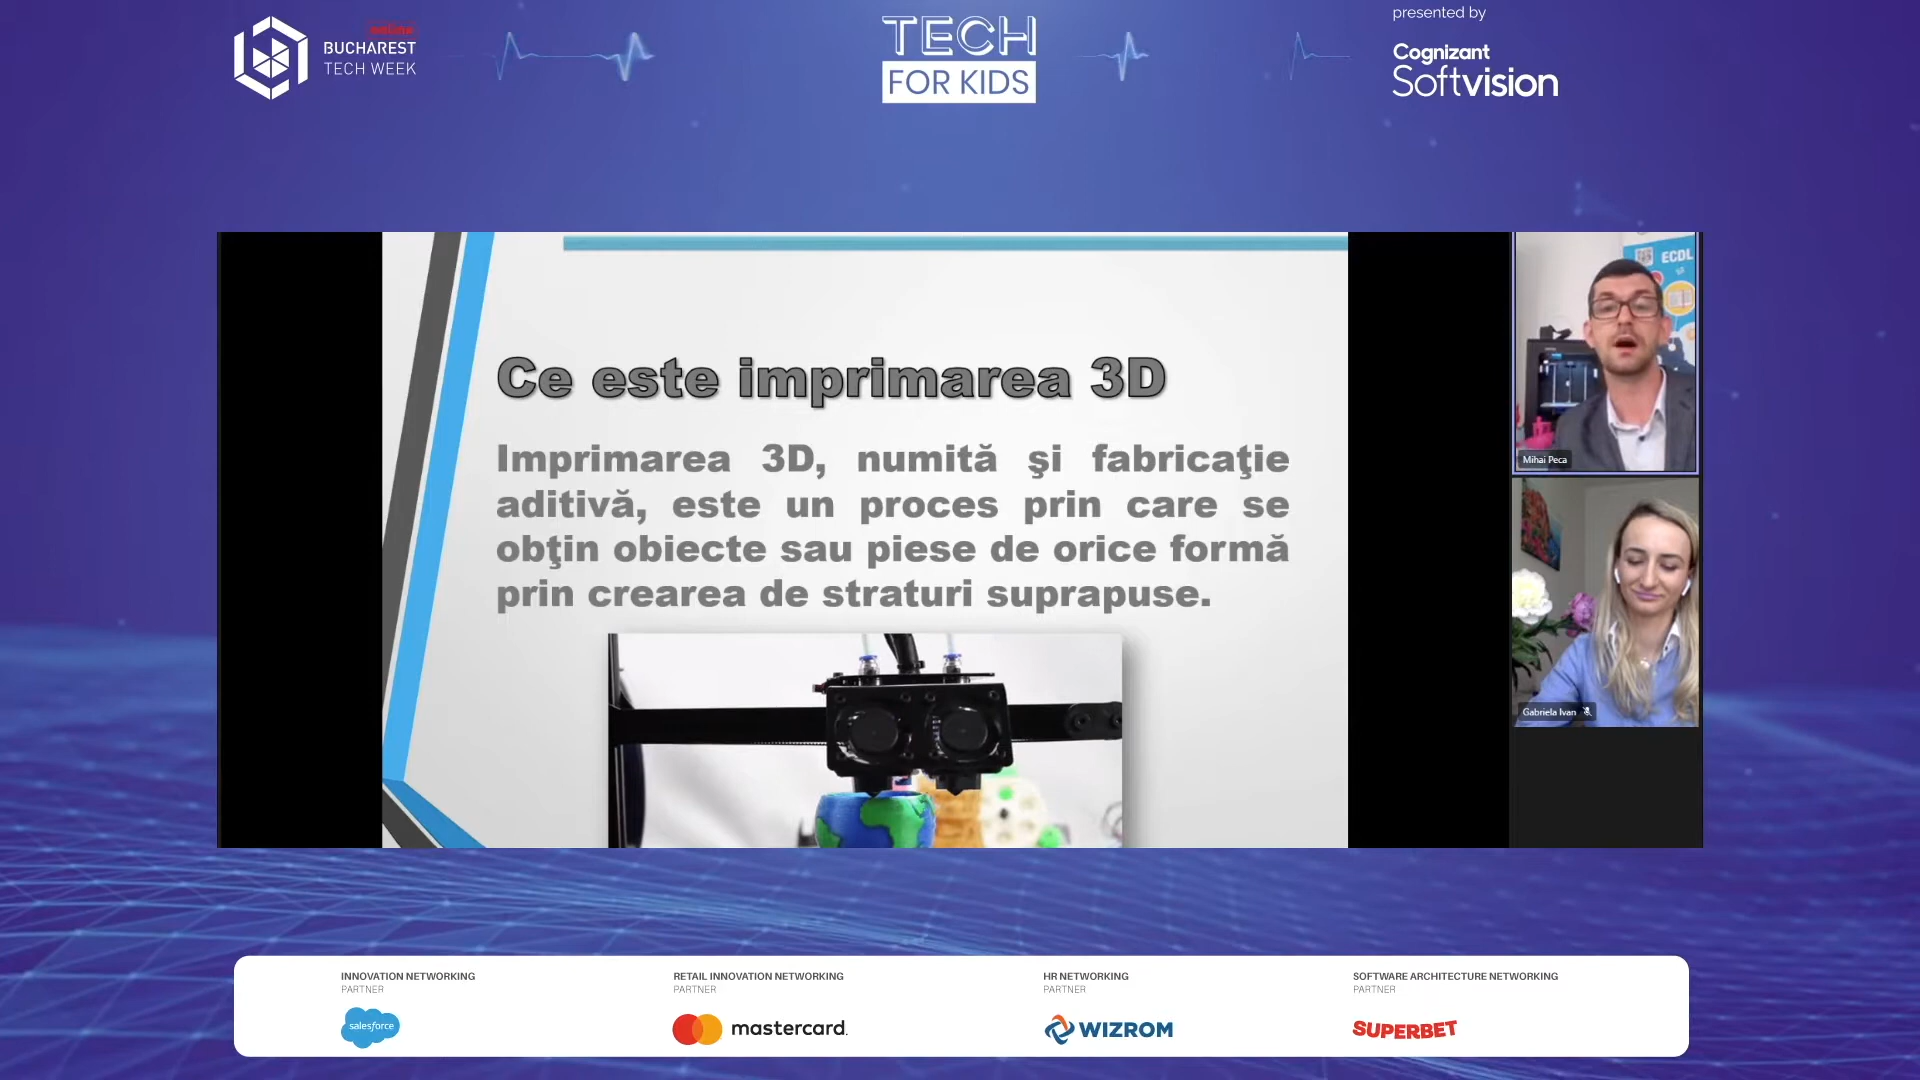 online
BUCHAREST
TECH WEEK
TECH
FOR KIDS
presented by
Cognizant
Softvision
ECDL
Ce este imprimarea 3D
Imprimarea 3D, numită şi fabricaţie
aditivă, este un proces prin care se
obţin obiecte sau piese de orice formă
prin crearea de straturi suprapuse.
Mihai Peca
Gabriela Ivan
INNOVATION NETWORKING
PARTNER
salesforce
RETAIL INNOVATION NETWORKING
PARTNER
mastercard.
HR NETWORKING
PARTNER
WIZROM
SOFTWARE ARCHITECTURE NETWORKING
PARTNER
SUPERBET